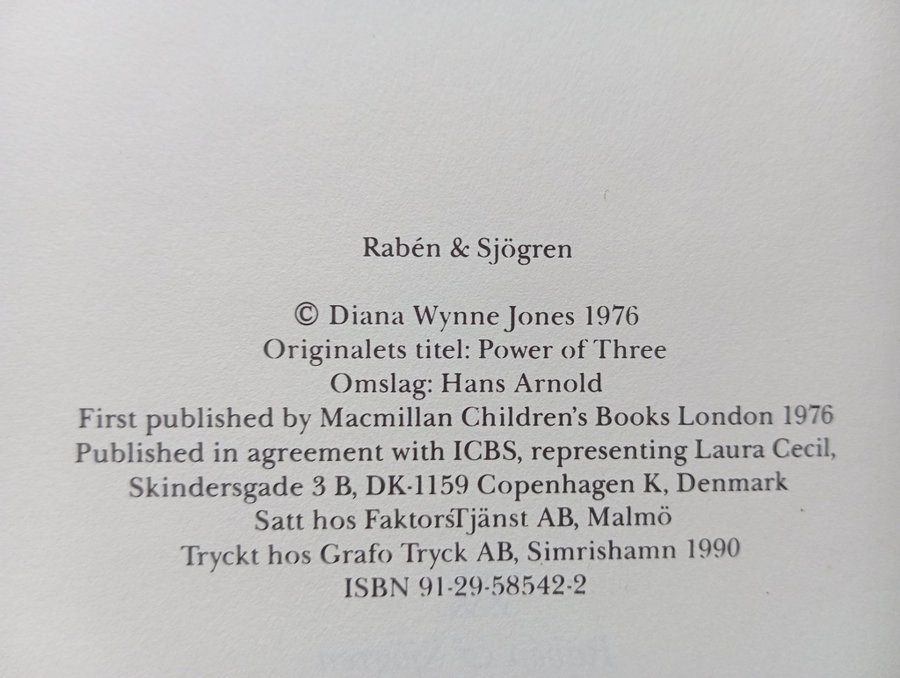 Rabén & Sjögren
© Diana Wynne Jones 1976
Originalets titel: Power of Three
Omslag: Hans Arnold
First published by Macmillan Children's Books London 1976
Published in agreement with ICBS, representing Laura Cecil,
Skindersgade 3 B, DK-1159 Copenhagen K, Denmark
Satt hos FaktorsTjänst AB, Malmö
Tryckt hos Grafo Tryck AB, Simrishamn 1990
ISBN 91-29-58542-2